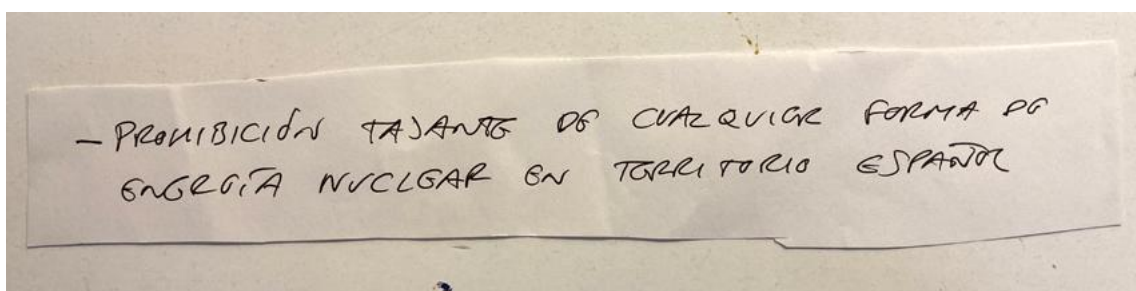 - PROHIBICIÓN TAJANTE DE CUALQUIER FORMA DE
ENERGÍA NUCLEAR EN TERRITORIO ESPAÑOL